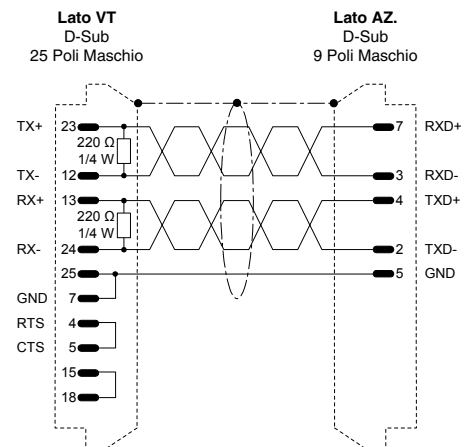 Lato VT
D-Sub
25 Poli Maschio
Lato AZ.
D-Sub
9 Poli Maschio
TX+ 23
7 RXD+
220 Ω
1/4 W
TX- 12
3 RXD-
RX+ 13
4 TXD+
220 Ω
1/4 W
RX- 24
2 TXD-
25
5 GND
GND 7
RTS 4
CTS 5
15
18